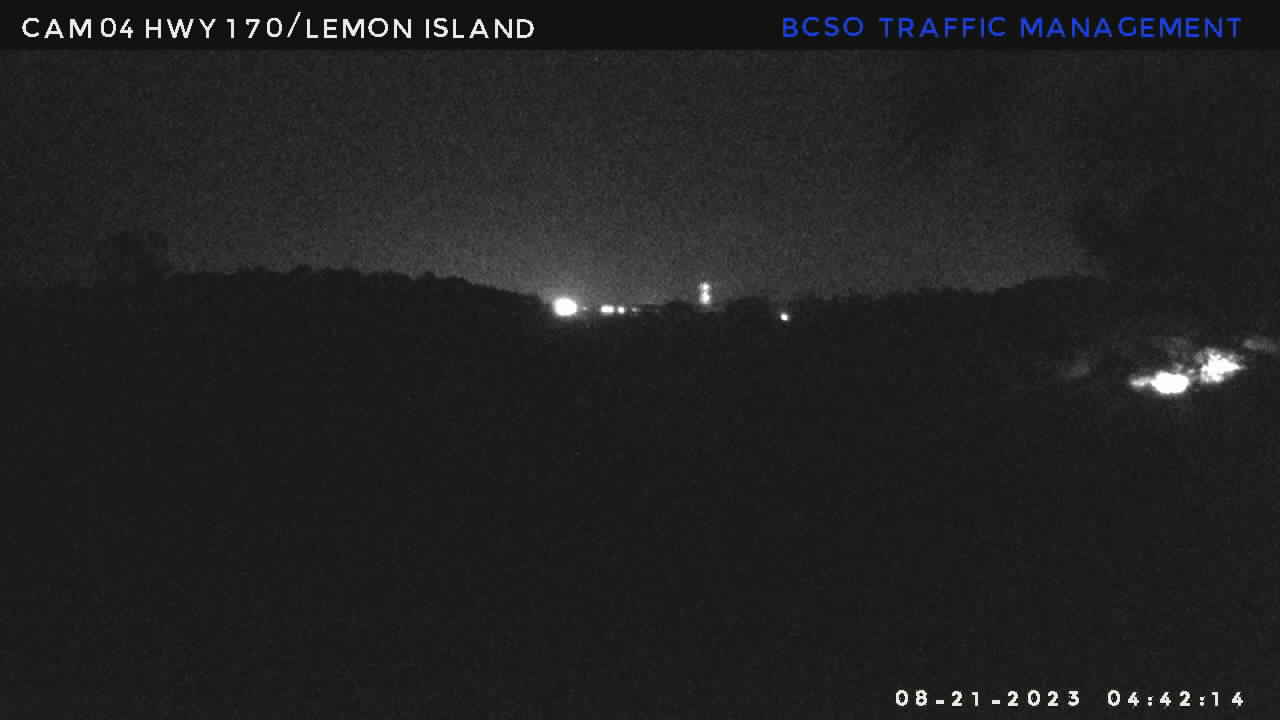 CAM04 HWY 170/LEMON ISLAND
BCSO TRAFFIC MANAGEMENT
08-21-2023 04:42:14